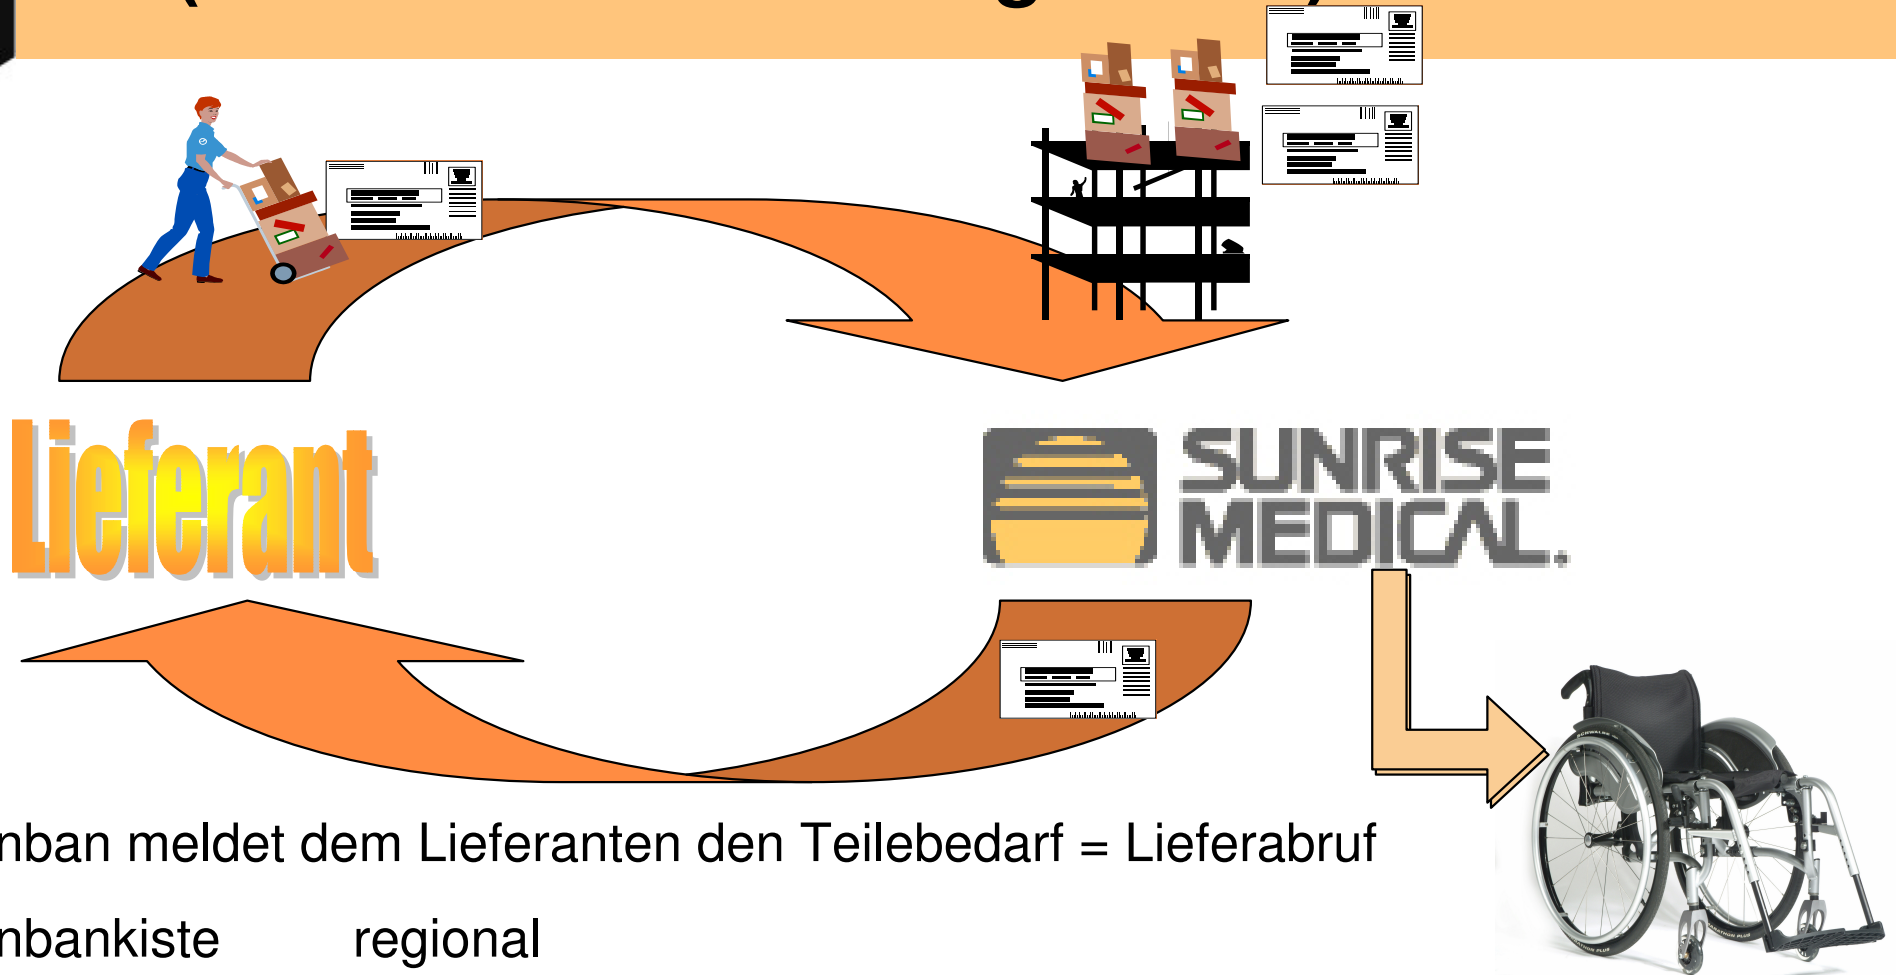 Lieferant
SUNRISE
MEDICAL.
nban meldet dem Lieferanten den Teilebedarf = Lieferabruf
nbankiste regional